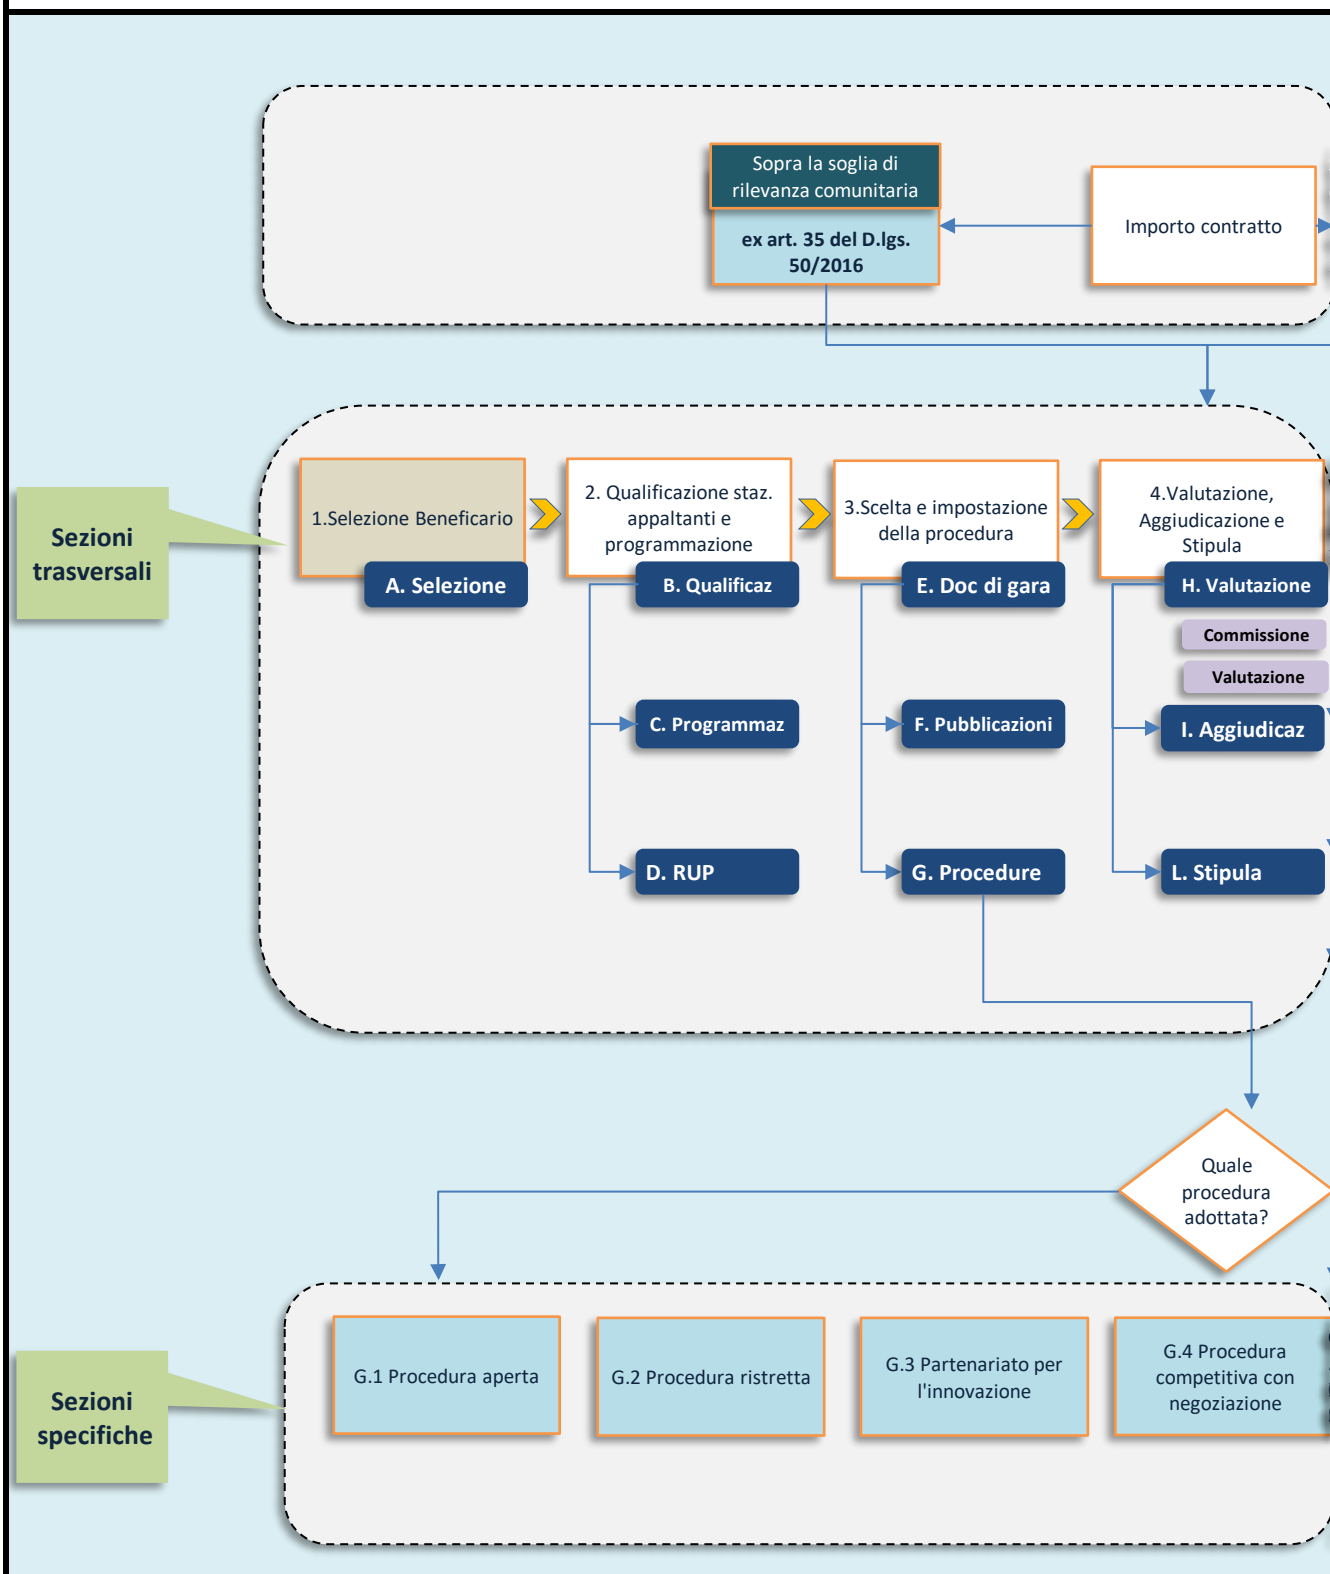 Sopra la soglia di
rilevanza comunitaria
ex art. 35 del D.lgs.
50/2016
Importo contratto
Sezioni
trasversali
1.Selezione Beneficario
2. Qualificazione staz.
appaltanti e
programmazione
3.Scelta e impostazione
della procedura
4.Valutazione,
Aggiudicazione e
Stipula
A. Selezione
B. Qualificaz
E. Doc di gara
H. Valutazione
Commissione
Valutazione
C. Programmaz
F. Pubblicazioni
I. Aggiudicaz
D. RUP
G. Procedure
L. Stipula
Quale
procedura
adottata?
Sezioni
specifiche
G.1 Procedura aperta
G.2 Procedura ristretta
G.3 Partenariato per
l'innovazione
G.4 Procedura
competitiva con
negoziazione